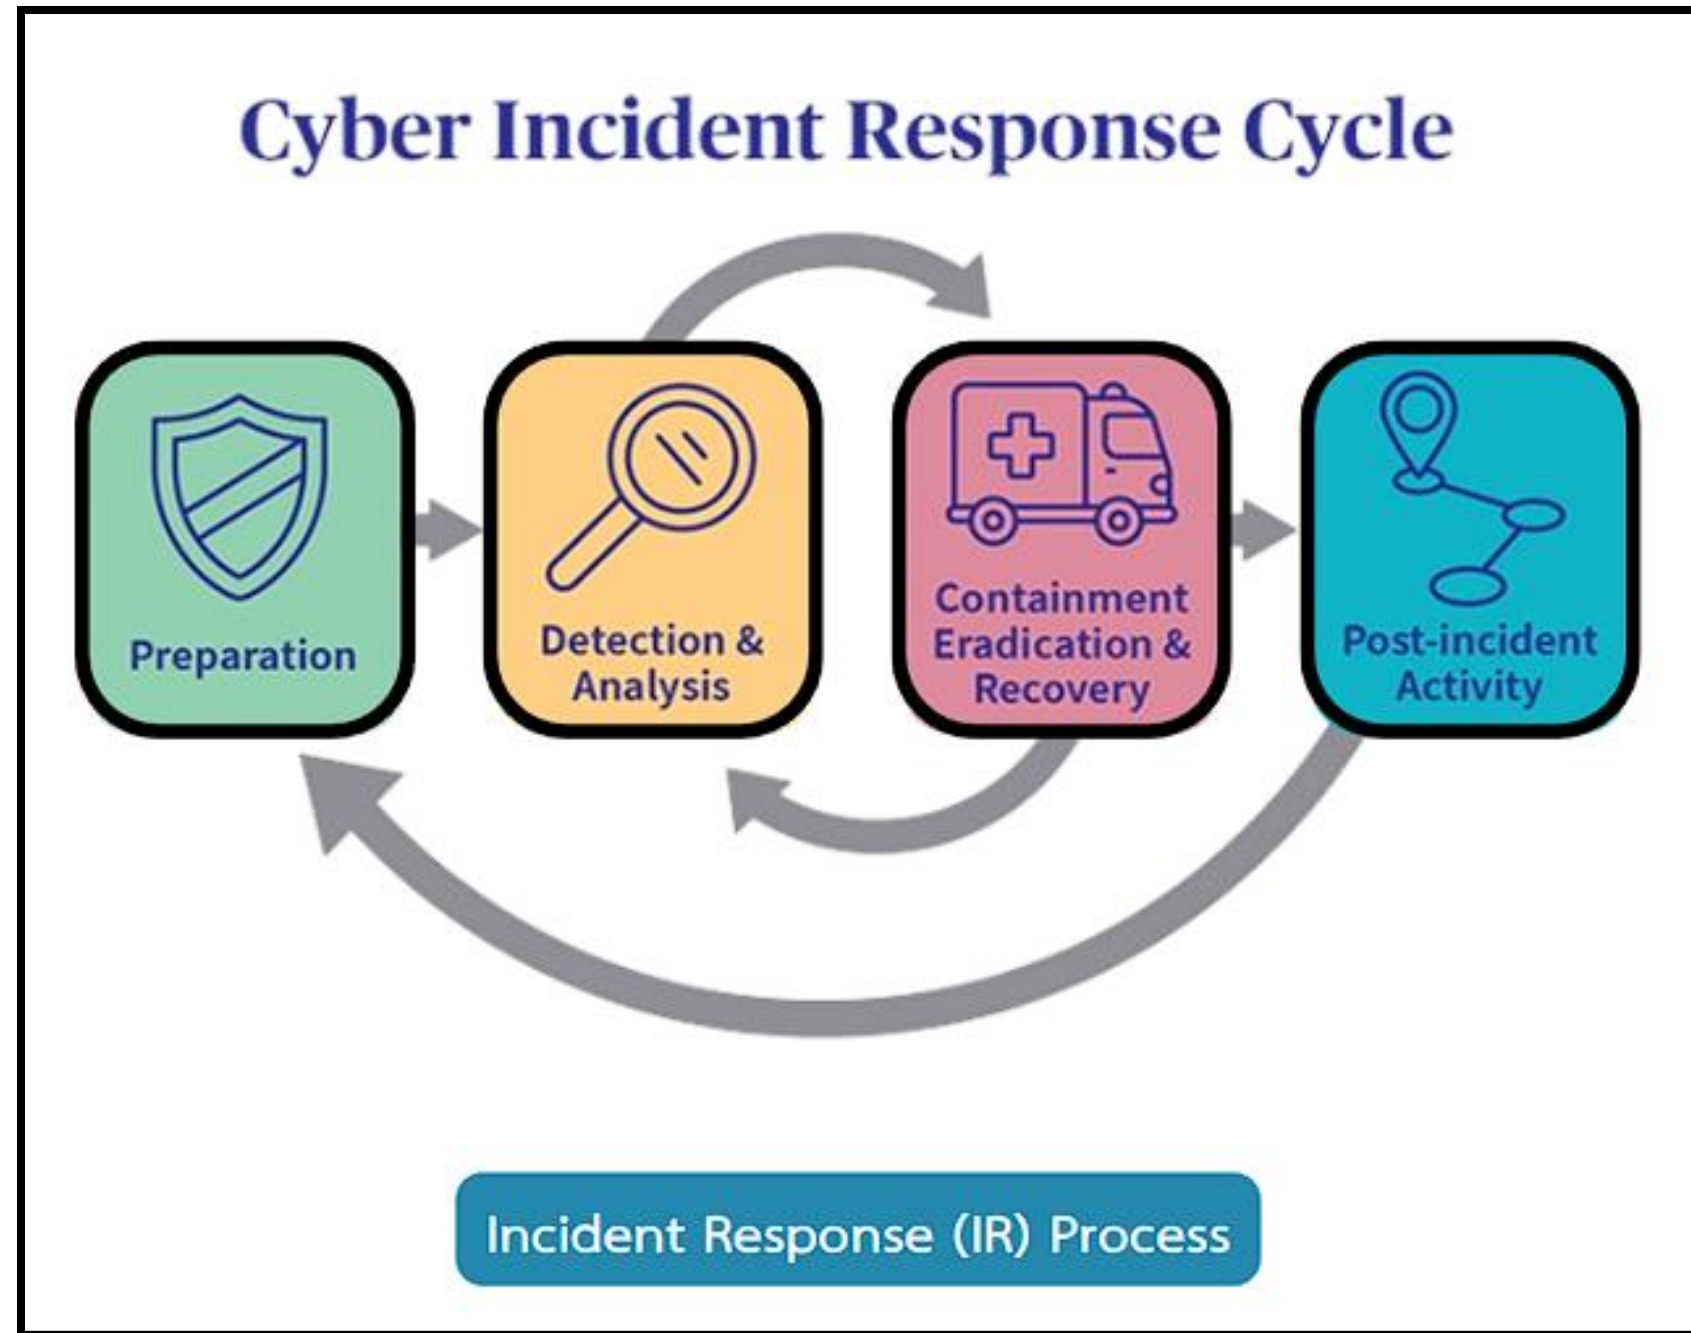 Cyber Incident Response Cycle
Preparation
Detection &
Analysis
Containment
Eradication &
Recovery
Post-incident
Activity
Incident Response (IR) Process